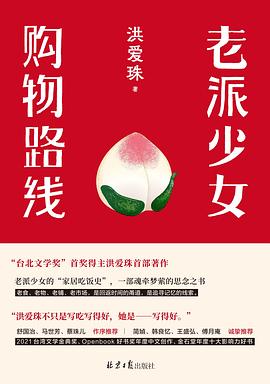 老派少女
购物路线
洪爱珠 著
“台北文学奖”首奖得主洪爱珠首部著作
老派少女的“家居吃饭史”，一部魂牵梦萦的思念之书
老食、老物、老铺、老市场，是回返时间的甬道，是追寻记忆的线索。
“洪爱珠不只是写吃写得好，她是——写得好。”
舒国治、马世芳、蔡珠儿 作序推荐｜简媜、韩良忆、王盛弘、傅月庵 诚挚推荐
2021台湾文学金典奖、Openbook好书奖年度中文创作、金石堂年度十大影响力好书
北京日报出版社